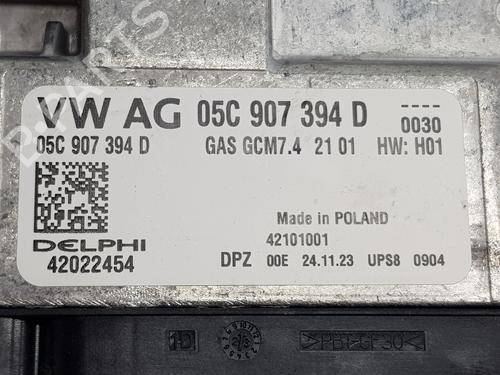 VW AG 05C 907 394 D
----
0030
05C 907 394 D GAS GCM7.4 21 01 HW: H01
Made in POLAND
DELPHI 42101001
42022454 DPZ 00E 24.11.23 UPS8 0904
B-PARTS